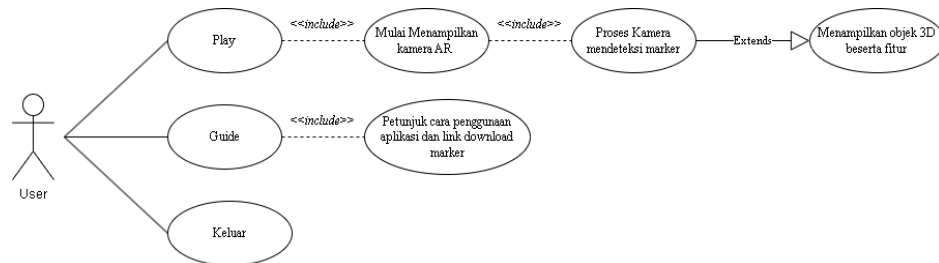 <<include>>
<<include>>
Play
Mulai Menampilkan
kamera AR
Proses Kamera
mendeteksi marker
Extends
Menampilkan objek 3D
beserta fitur
<<include>>
Guide
Petunjuk cara penggunaan
aplikasi dan link download
marker
User
Keluar